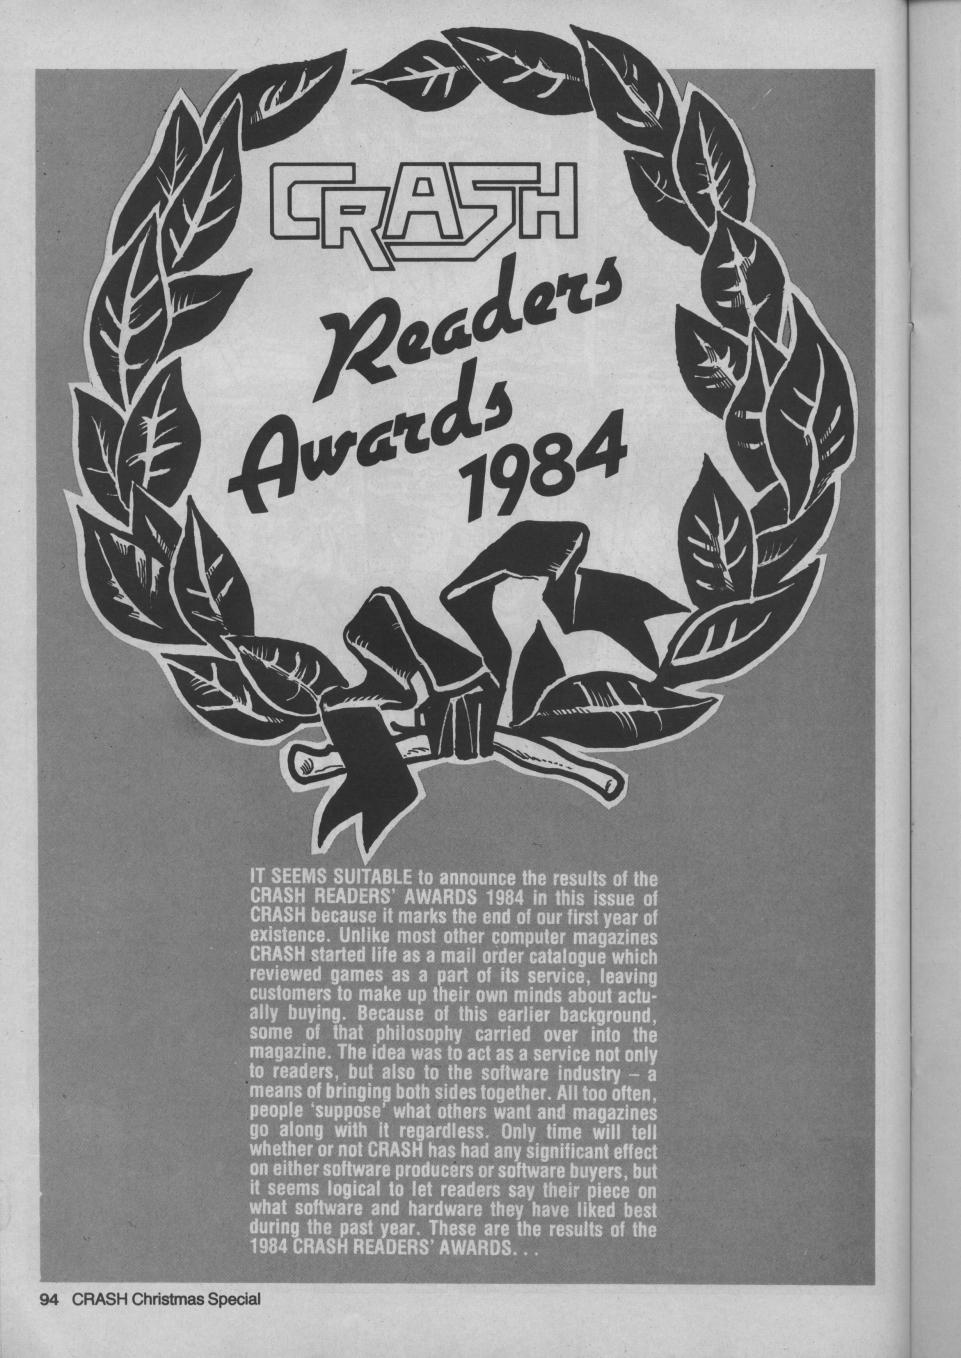 CRASH
Readers
Awards
1984
IT SEEMS SUITABLE to announce the results of the
CRASH READERS' AWARDS 1984 in this issue of
CRASH because it marks the end of our first year of
existence. Unlike most other computer magazines
CRASH started life as a mail order catalogue which
reviewed games as a part of its service, leaving
customers to make up their own minds about actu-
ally buying. Because of this earlier background,
some of that philosophy carried over into the
magazine. The idea was to act as a service not only
to readers, but also to the software industry – a
means of bringing both sides together. All too often,
people 'suppose' what others want and magazines
go along with it regardless. Only time will tell
whether or not CRASH has had any significant effect
on either software producers or software buyers, but
it seems logical to let readers say their piece on
what software and hardware they have liked best
during the past year. These are the results of the
1984 CRASH READERS' AWARDS. . .
94 CRASH Christmas Special